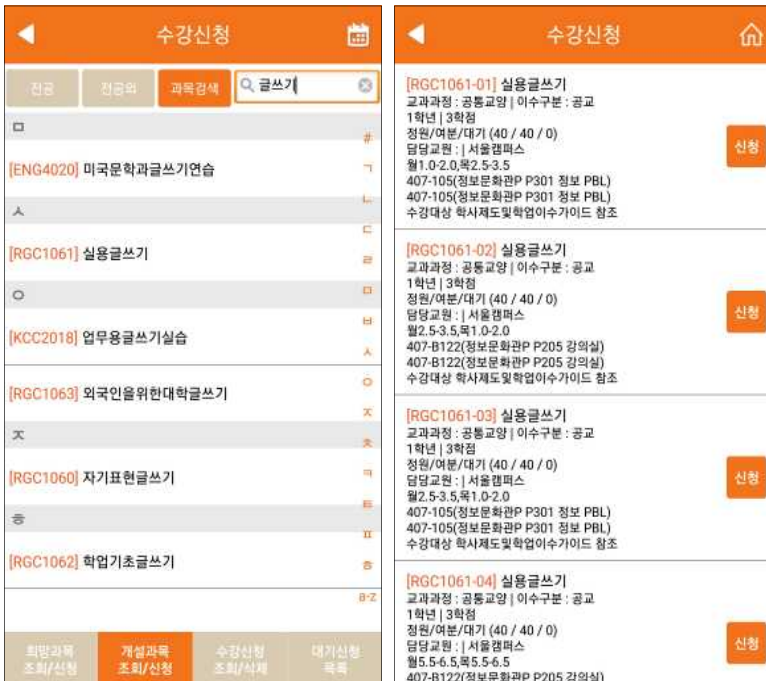 수강신청
전공
전공외
과목검색
글쓰기
ㅁ
[ENG4020] 미국문학과글쓰기연습
ㅅ
[RGC1061] 실용글쓰기
ㅇ
[KCC2018] 업무용글쓰기실습
[RGC1063] 외국인을위한대학글쓰기
ㅈ
[RGC1060] 자기표현글쓰기
ㅎ
[RGC1062] 학업기초글쓰기
#
ㄱ
ㄴ
ㄷ
ㄹ
ㅁ
ㅂ
ㅅ
ㅇ
ㅈ
ㅊ
ㅋ
ㅌ
ㅍ
ㅎ
a-z
희망과목
조회/신청
개설과목
조회/신청
수강신청
조회/삭제
대기신청
목록
수강신청
[RGC1061-01] 실용글쓰기
교과과정 : 공통교양 | 이수구분 : 공교
1학년 | 3학점
정원/여분/대기 (40 / 40 / 0)
담당교원 : | 서울캠퍼스
월1.0-2.0,목2.5-3.5
407-105(정보문화관P P301 정보 PBL)
407-105(정보문화관P P301 정보 PBL)
수강대상 학사제도및학업이수가이드 참조
신청
[RGC1061-02] 실용글쓰기
교과과정 : 공통교양 | 이수구분 : 공교
1학년 | 3학점
정원/여분/대기 (40 / 40 / 0)
담당교원 : | 서울캠퍼스
월2.5-3.5,목1.0-2.0
407-B122(정보문화관P P205 강의실)
407-B122(정보문화관P P205 강의실)
수강대상 학사제도및학업이수가이드 참조
신청
[RGC1061-03] 실용글쓰기
교과과정 : 공통교양 | 이수구분 : 공교
1학년 | 3학점
정원/여분/대기 (40 / 40 / 0)
담당교원 : | 서울캠퍼스
월2.5-3.5,목1.0-2.0
407-105(정보문화관P P301 정보 PBL)
407-105(정보문화관P P301 정보 PBL)
수강대상 학사제도및학업이수가이드 참조
신청
[RGC1061-04] 실용글쓰기
교과과정 : 공통교양 | 이수구분 : 공교
1학년 | 3학점
정원/여분/대기 (40 / 40 / 0)
담당교원 : | 서울캠퍼스
월5.5-6.5,목5.5-6.5
407-B122(정보문화관P P205 강의실)
신청